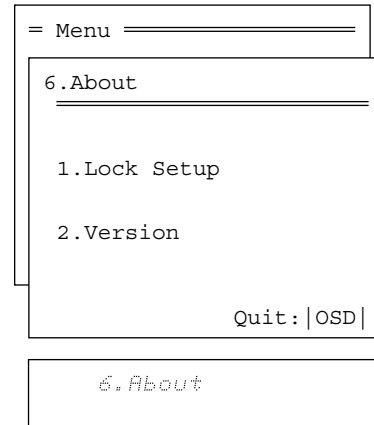 = Menu
6.About
1.Lock Setup
2.Version
Quit:|OSD|
6.About